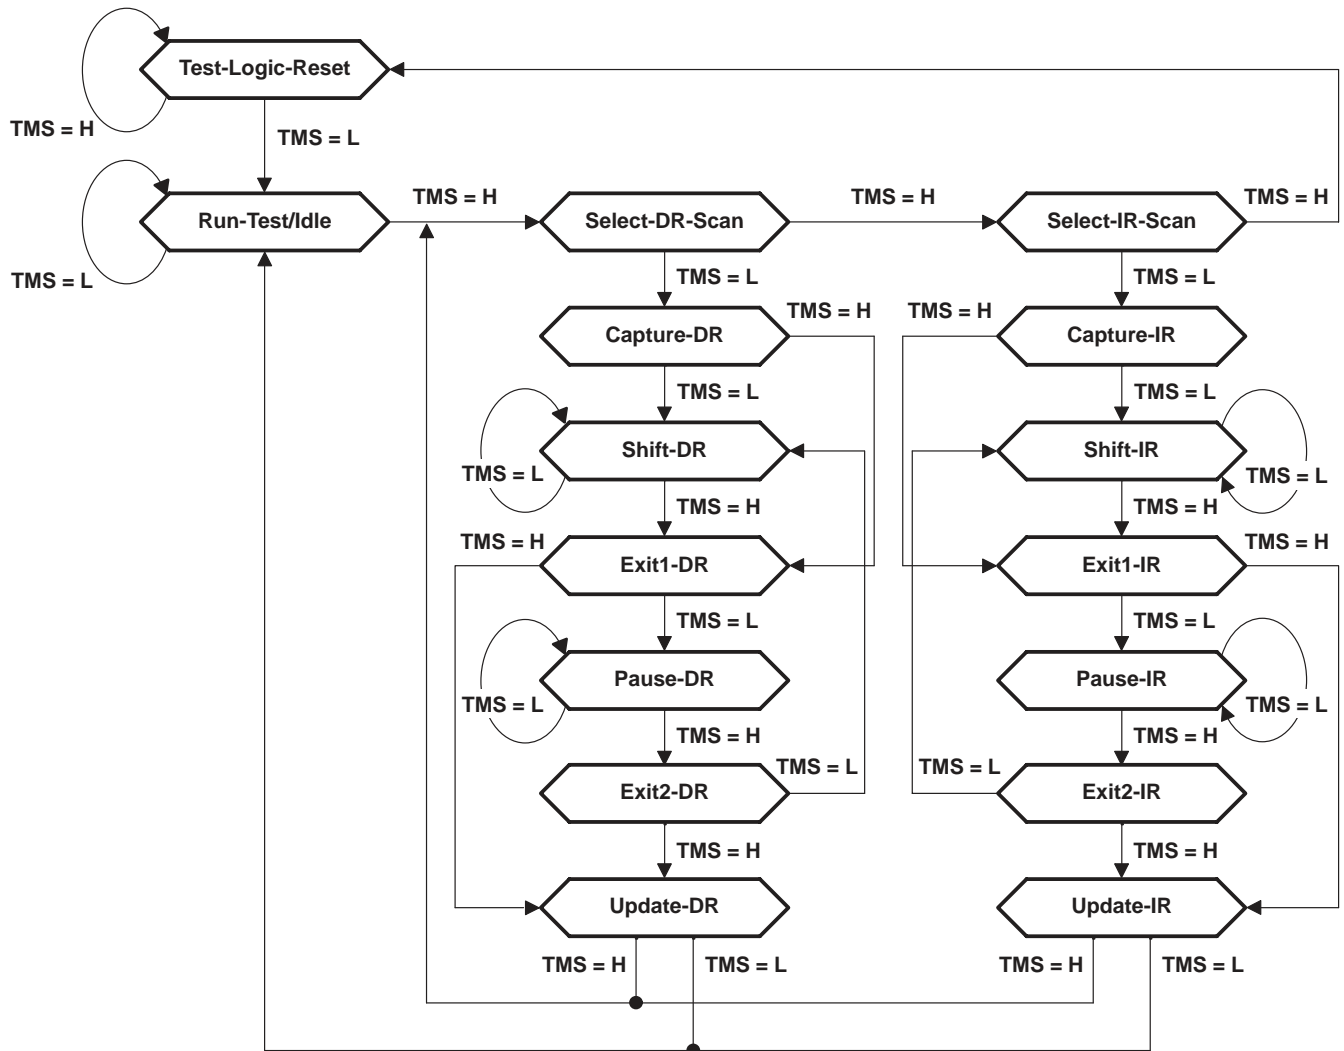 Test-Logic-Reset
TMS = H
TMS = L
Run-Test/Idle
TMS = H
Select-DR-Scan
TMS = H
Select-IR-Scan
TMS = H
TMS = L
TMS = L
TMS = L
Capture-DR
TMS = H
TMS = H
Capture-IR
TMS = L
TMS = L
Shift-DR
Shift-IR
TMS = L
TMS = L
TMS = H
TMS = H
TMS = H
Exit1-DR
Exit1-IR
TMS = H
TMS = L
TMS = L
Pause-DR
Pause-IR
TMS = L
TMS = L
TMS = H
TMS = H
Exit2-DR
TMS = L
TMS = L
Exit2-IR
TMS = H
TMS = H
Update-DR
Update-IR
TMS = H
TMS = L
TMS = H
TMS = L